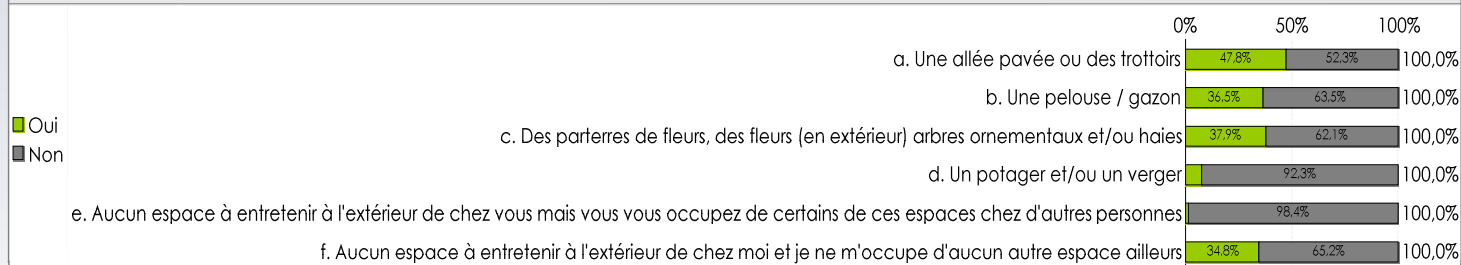 0% 50% 100%
a. Une allée pavée ou des trottoirs 47,8% 52,3% 100,0%
b. Une pelouse / gazon 36,5% 63,5% 100,0%
Oui
c. Des parterres de fleurs, des fleurs (en extérieur) arbres ornementaux et/ou haies 37,9% 62,1% 100,0%
Non
d. Un potager et/ou un verger 92,3% 100,0%
e. Aucun espace à entretenir à l'extérieur de chez vous mais vous vous occupez de certains de ces espaces chez d'autres personnes 98,4% 100,0%
f. Aucun espace à entretenir à l'extérieur de chez moi et je ne m'occupe d'aucun autre espace ailleurs 34,8% 65,2% 100,0%